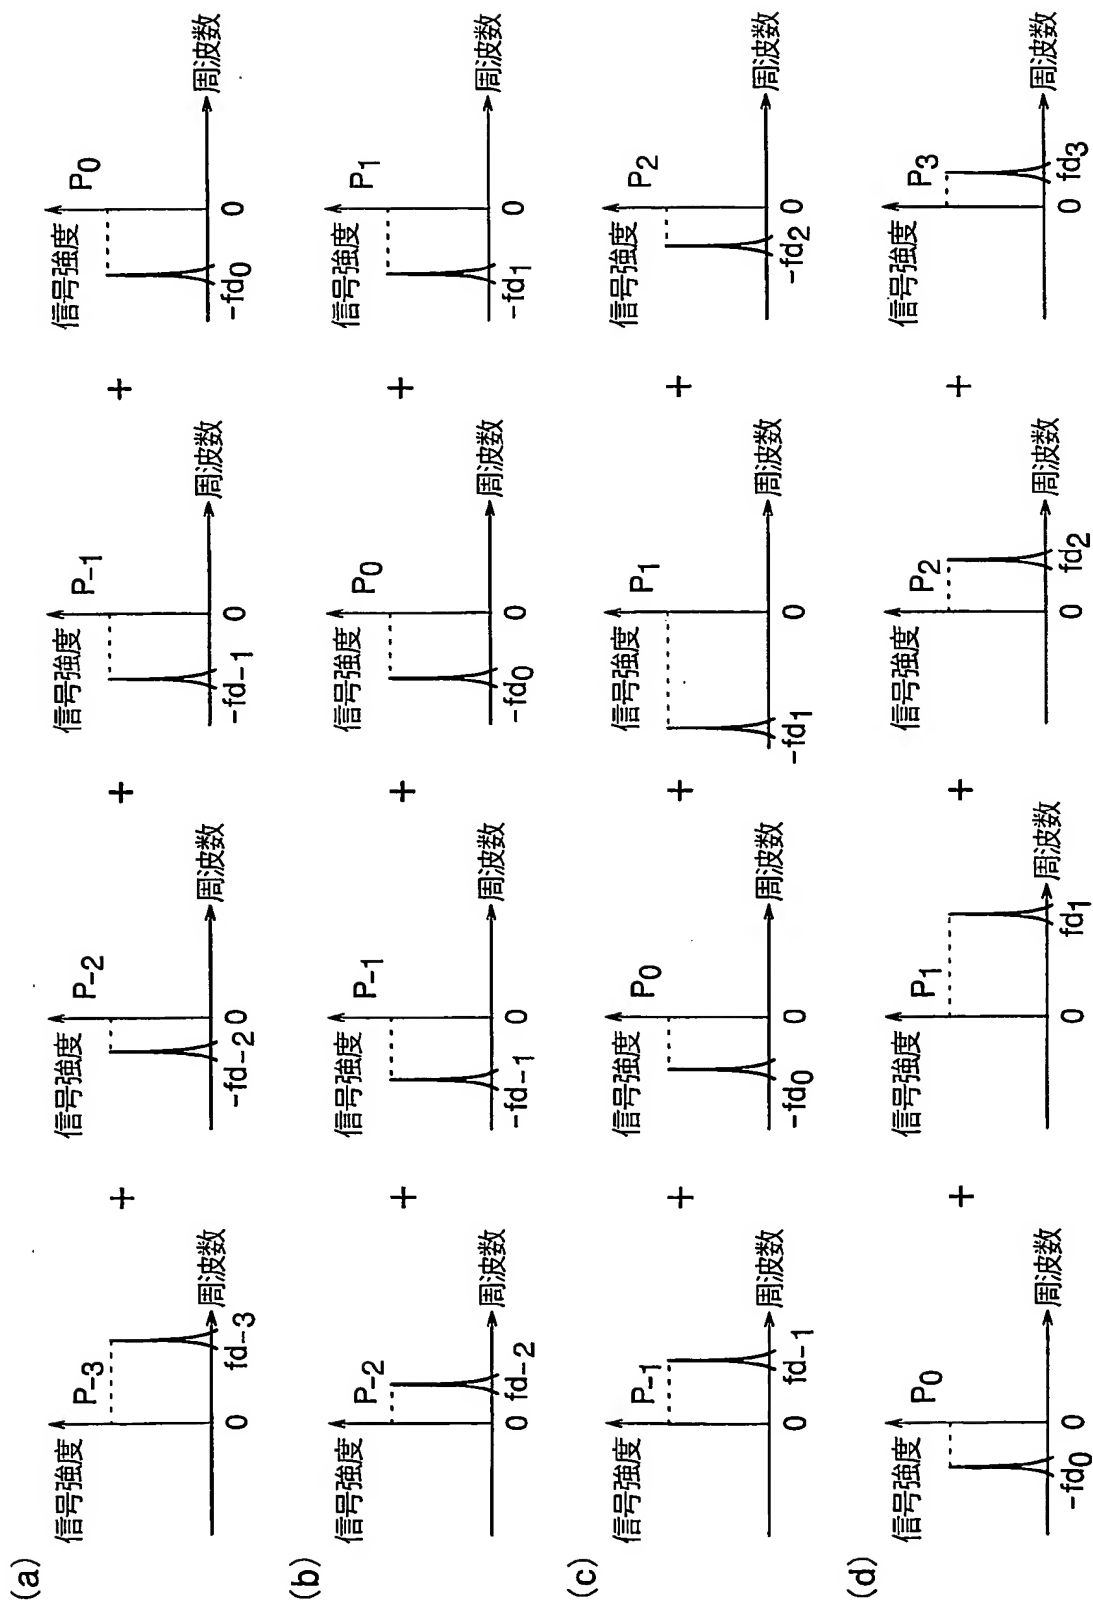 (a)
信号強度
P-3
周波数
0
fd-3
+
信号強度
P-2
周波数
-fd-2
0
+
信号強度
P-1
周波数
-fd-1
0
+
信号強度
P0
周波数
-fd0
0
(b)
信号強度
P-2
周波数
0
fd-2
+
信号強度
P-1
周波数
-fd-1
0
+
信号強度
P0
周波数
-fd0
0
+
信号強度
P1
周波数
-fd1
0
(c)
信号強度
P-1
周波数
0
fd-1
+
信号強度
P0
周波数
-fd0
0
+
信号強度
P1
周波数
-fd1
0
+
信号強度
P2
周波数
-fd2
0
(d)
信号強度
P0
周波数
-fd0
0
+
信号強度
P1
周波数
0
fd1
+
信号強度
P2
周波数
0
fd2
+
信号強度
P3
周波数
0
fd3